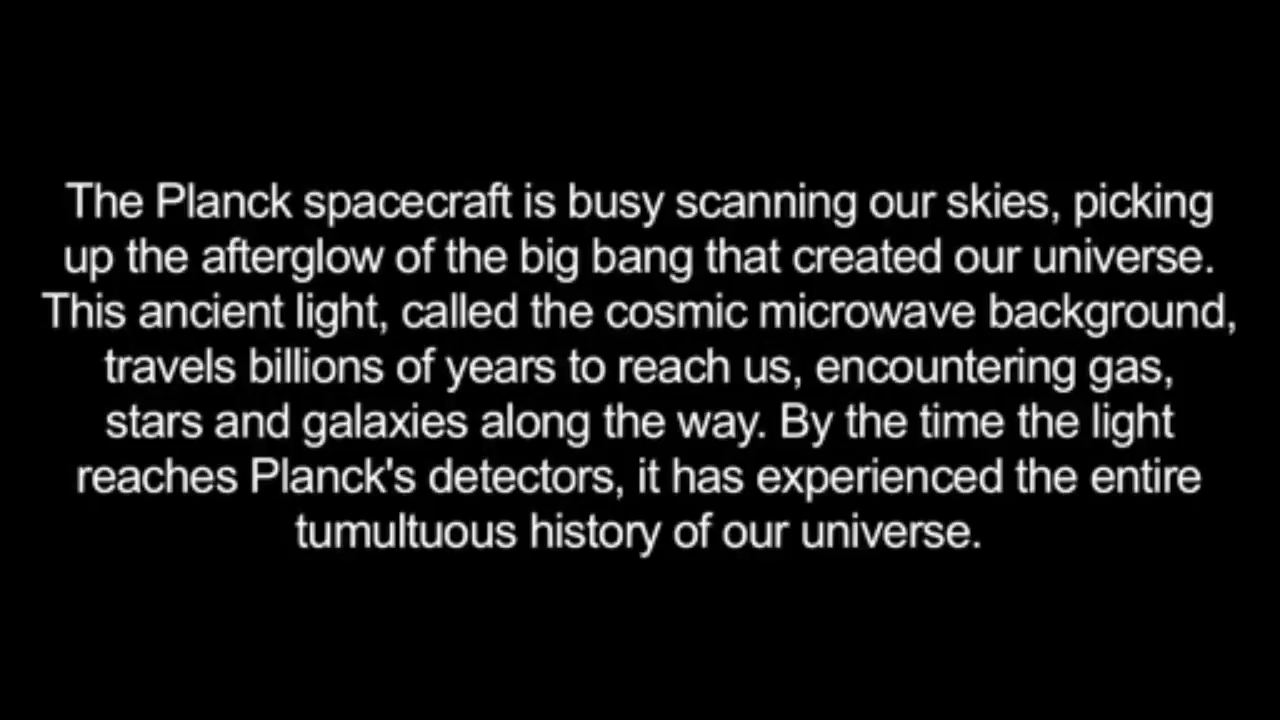 The Planck spacecraft is busy scanning our skies, picking
up the afterglow of the big bang that created our universe.
This ancient light, called the cosmic microwave background,
travels billions of years to reach us, encountering gas,
stars and galaxies along the way. By the time the light
reaches Planck's detectors, it has experienced the entire
tumultuous history of our universe.